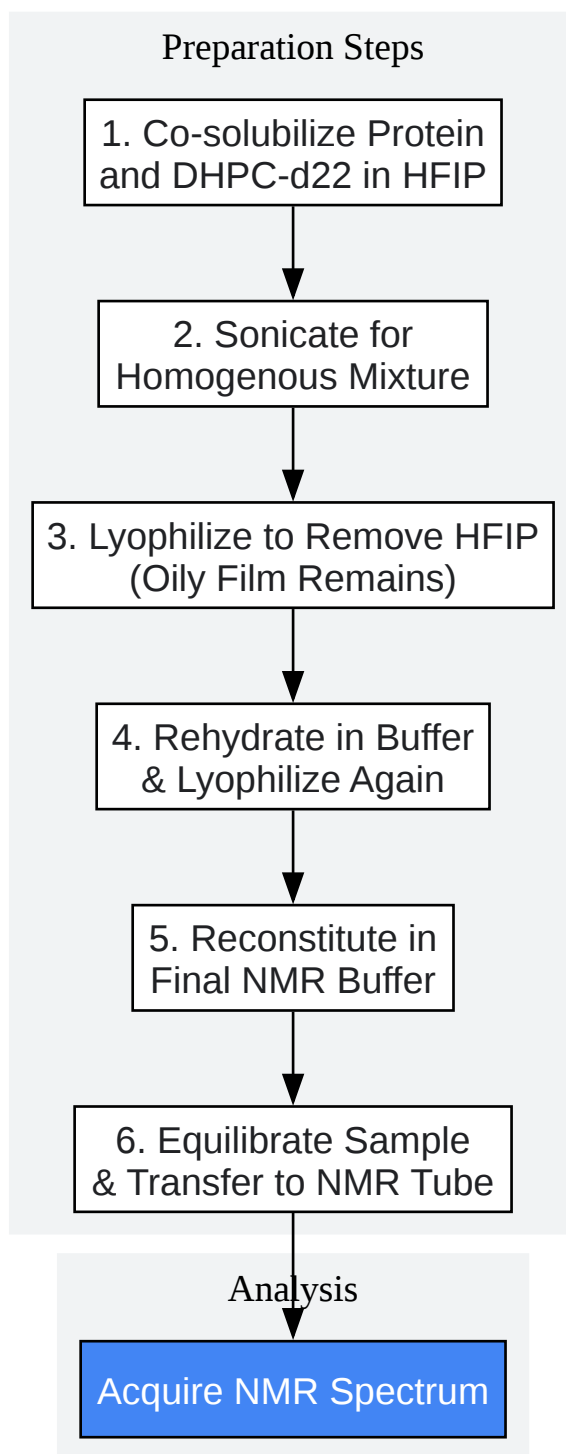 Preparation Steps
1. Co-solubilize Protein
and DHPC-d22 in HFIP
2. Sonicate for
Homogenous Mixture
3. Lyophilize to Remove HFIP
(Oily Film Remains)
4. Rehydrate in Buffer
& Lyophilize Again
5. Reconstitute in
Final NMR Buffer
6. Equilibrate Sample
& Transfer to NMR Tube
Analysis
Acquire NMR Spectrum